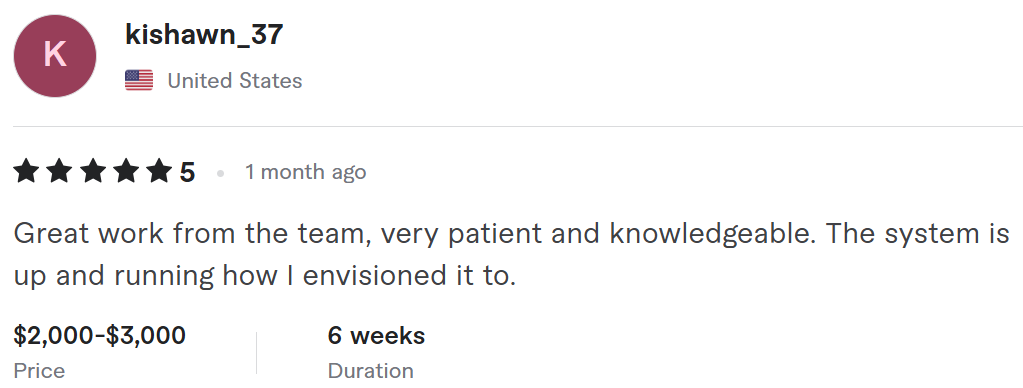 K
kishawn_37
United States
5 • 1 month ago
Great work from the team, very patient and knowledgeable. The system is
up and running how I envisioned it to.
$2,000-$3,000
Price
6 weeks
Duration